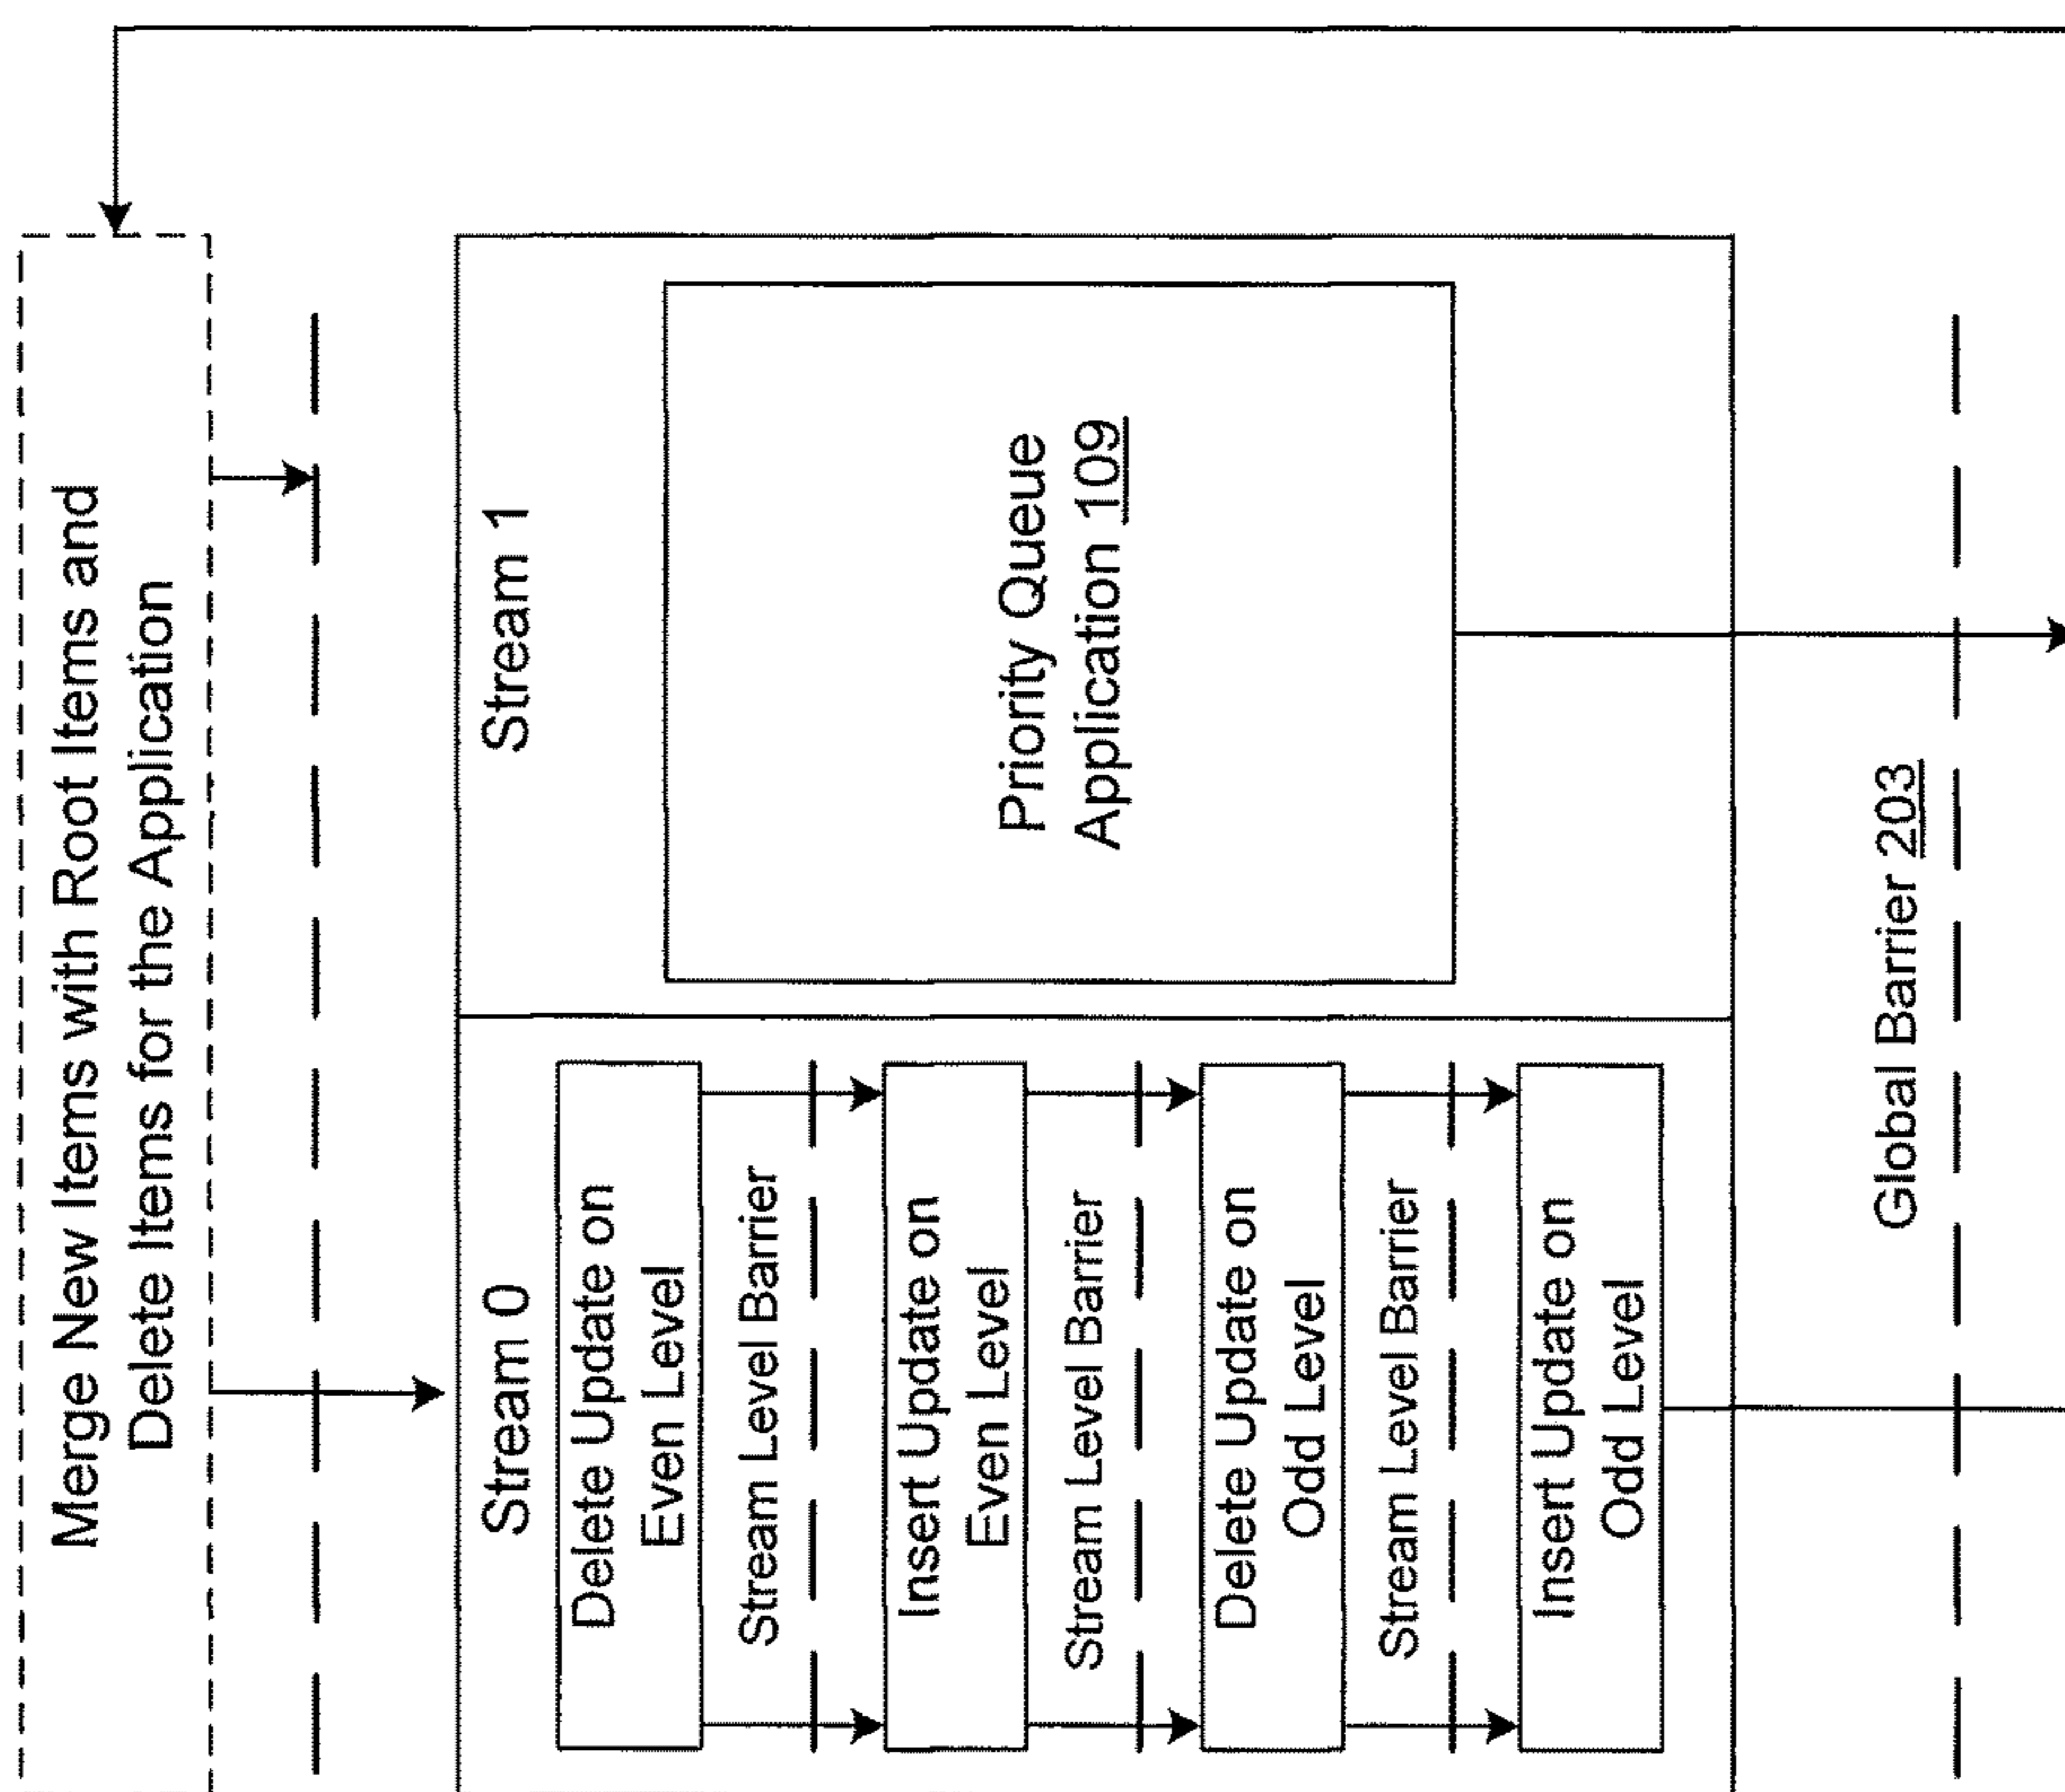 Merge New Items with Root Items and
Delete Items for the Application
Stream 0
Delete Update on
Even Level
Stream Level Barrier
Insert Update on
Even Level
Stream Level Barrier
Delete Update on
Odd Level
Stream Level Barrier
Insert Update on
Odd Level
Stream 1
Priority Queue
Application 109
Global Barrier 203